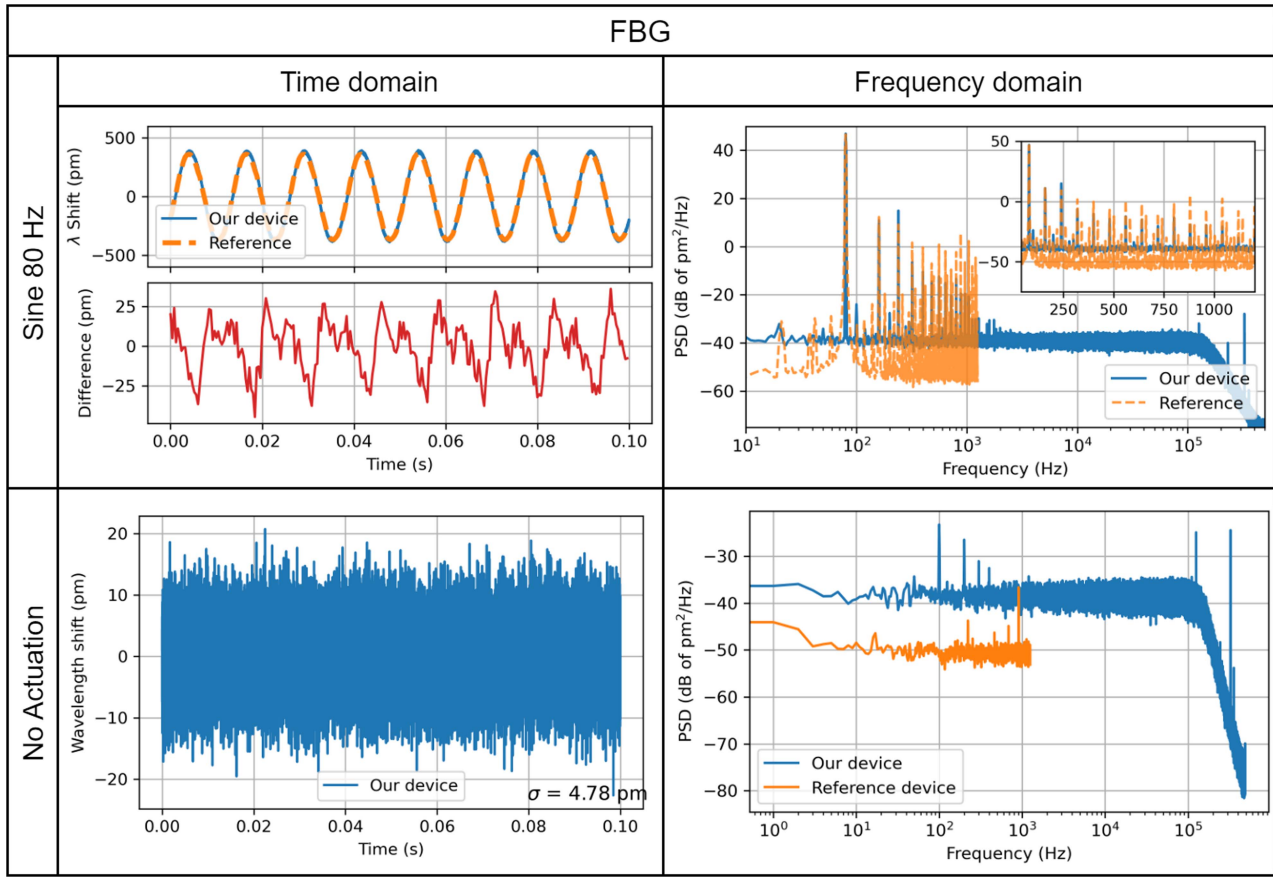 FBG
Time domain
Frequency domain
Sine 80 Hz
500
0
−500
λ Shift (pm)
Our device
Reference
25
0
−25
Difference (pm)
0.00 0.02 0.04 0.06 0.08 0.10
Time (s)
40
20
0
−20
−40
−60
PSD (dB of pm²/Hz)
50
0
−50
250 500 750 1000
Our device
Reference
10¹ 10² 10³ 10⁴ 10⁵
Frequency (Hz)
No Actuation
20
10
0
−10
−20
Wavelength shift (pm)
Our device
σ = 4.78 pm
0.00 0.02 0.04 0.06 0.08 0.10
Time (s)
−30
−40
−50
−60
−70
−80
PSD (dB of pm²/Hz)
Our device
Reference device
10⁰ 10¹ 10² 10³ 10⁴ 10⁵
Frequency (Hz)